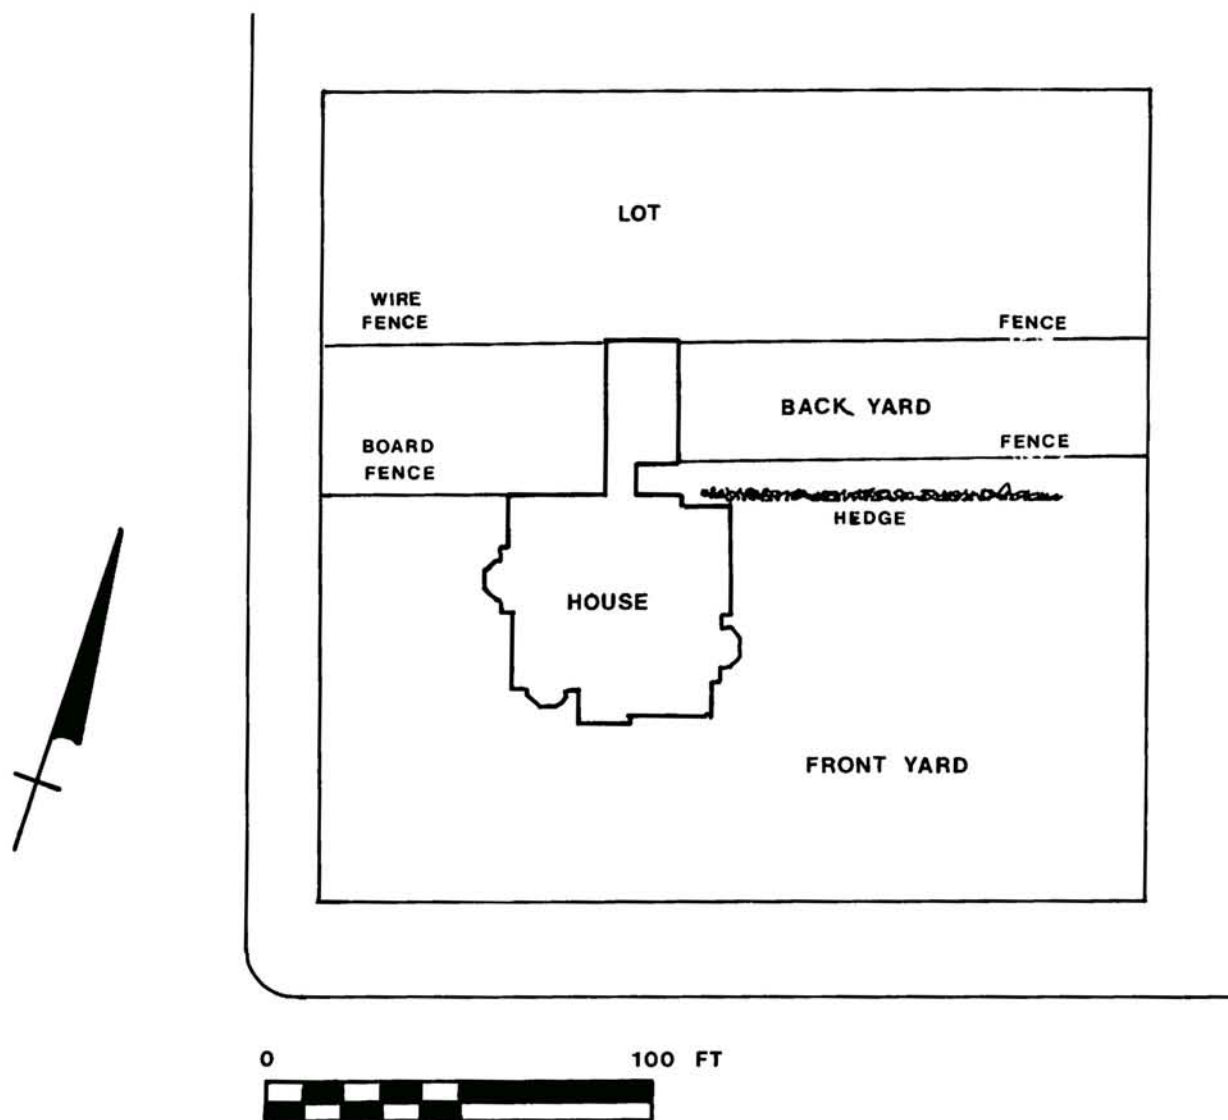 LOT
WIRE
FENCE
FENCE
BACK YARD
BOARD
FENCE
FENCE
HEDGE
HOUSE
FRONT YARD
0 100 FT